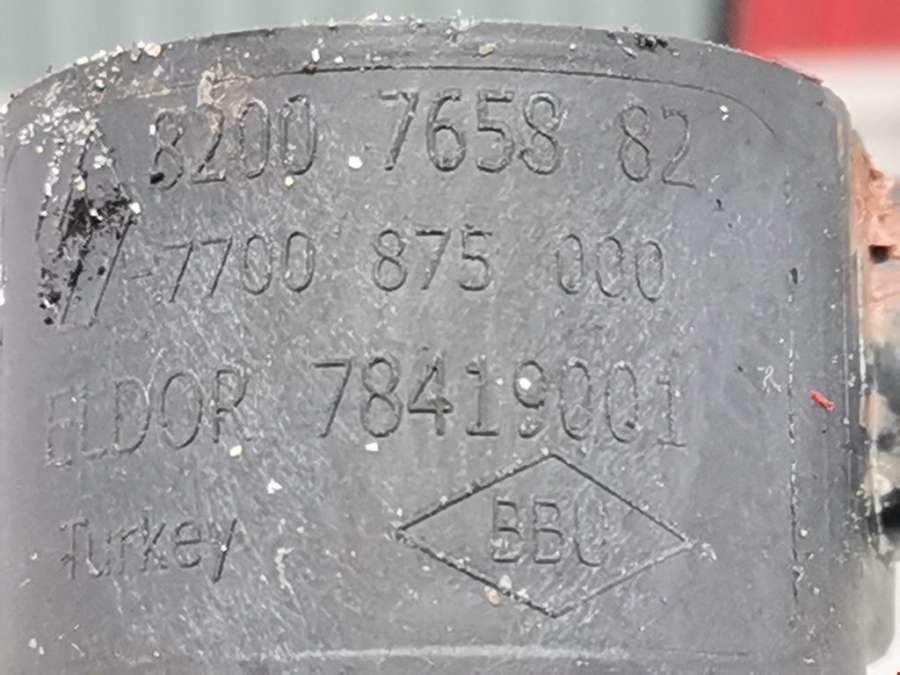 8200 7658 82
//-7700 875 000
ELDOR 78419001
Turkey
BBU